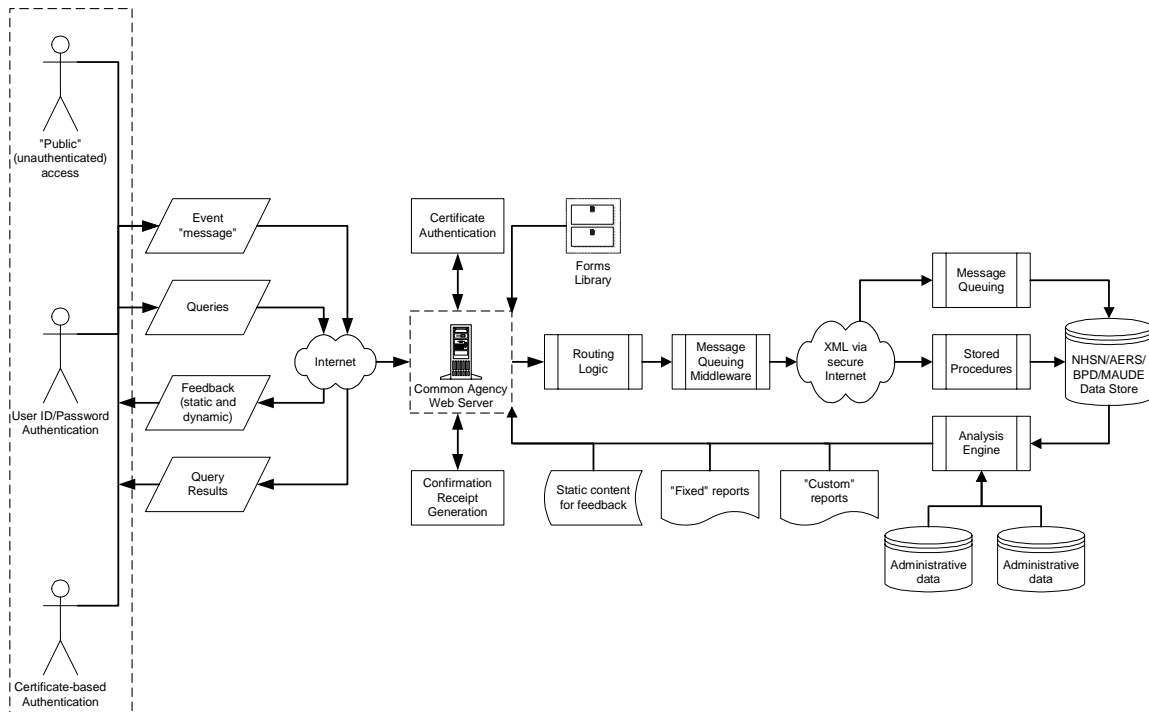 "Public"
(unauthenticated)
access
User ID/Password
Authentication
Certificate-based
Authentication
Event
"message"
Queries
Feedback
(static and
dynamic)
Query
Results
Internet
Certificate
Authentication
Forms
Library
Common Agency
Web Server
Confirmation
Receipt
Generation
Routing
Logic
Message
Queuing
Middleware
XML via
secure
Internet
Message
Queuing
Stored
Procedures
NHSN/AERS/
BPD/MAUDE
Data Store
Analysis
Engine
Static content
for feedback
"Fixed" reports
"Custom"
reports
Administrative
data
Administrative
data